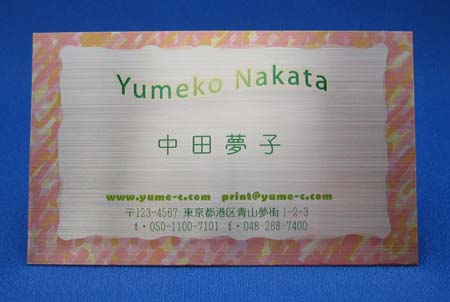 Yumeko Nakata
中田夢子
www.yume-c.com print@yume-c.com
〒123-4567 東京都港区青山夢街1-2-3
t・050-1100-7101 f・048-268-7400